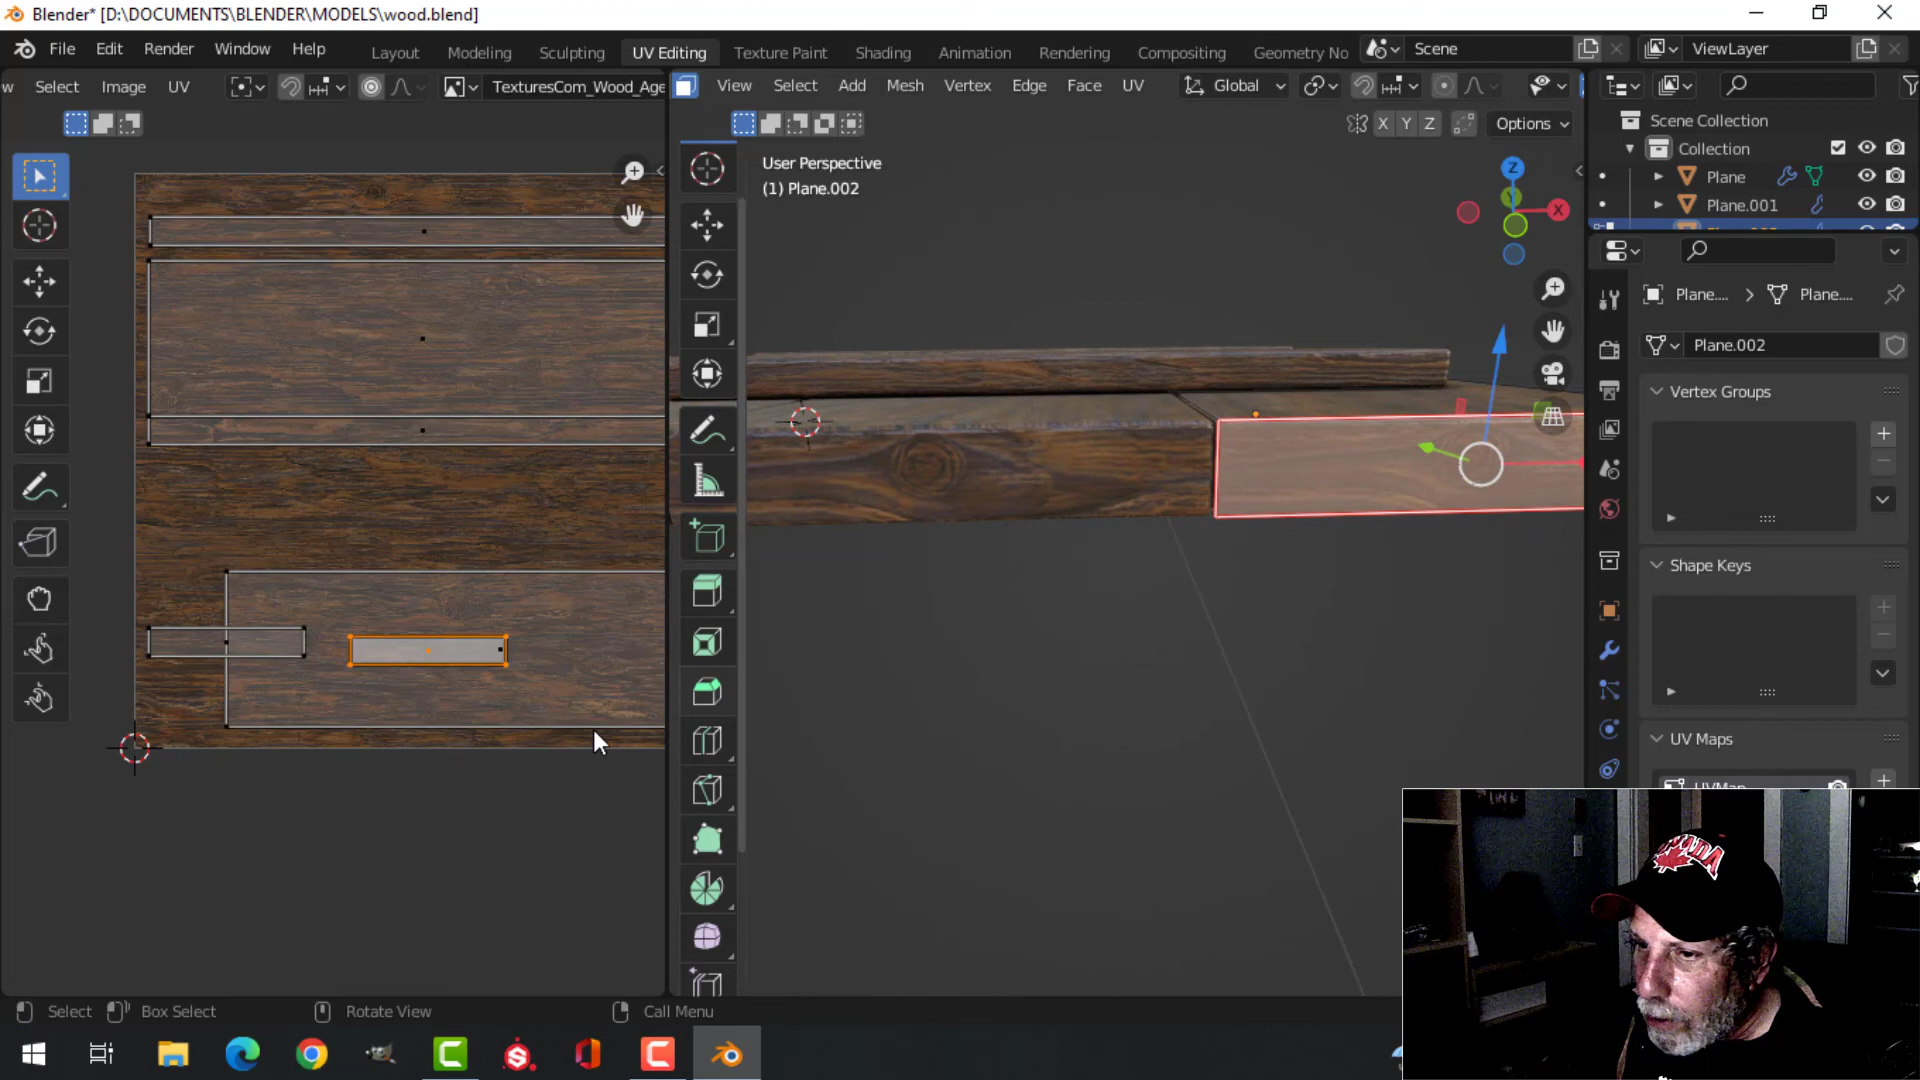 Blender* [D:\DOCUMENTS\BLENDER\MODELS\wood.blend]
File Edit Render Window Help
Layout Modeling Sculpting UV Editing Texture Paint Shading Animation Rendering Compositing Geometry No
Scene
ViewLayer
w Select Image UV
TexturesCom_Wood_Age
View Select Add Mesh Vertex Edge Face UV
Global
X Y Z
Options
User Perspective
(1) Plane.002
Z
X
Scene Collection
Collection
Plane
Plane.001
Plane.... > Plane....
Plane.002
Vertex Groups
Shape Keys
UV Maps
UVMap
Select Box Select Rotate View Call Menu